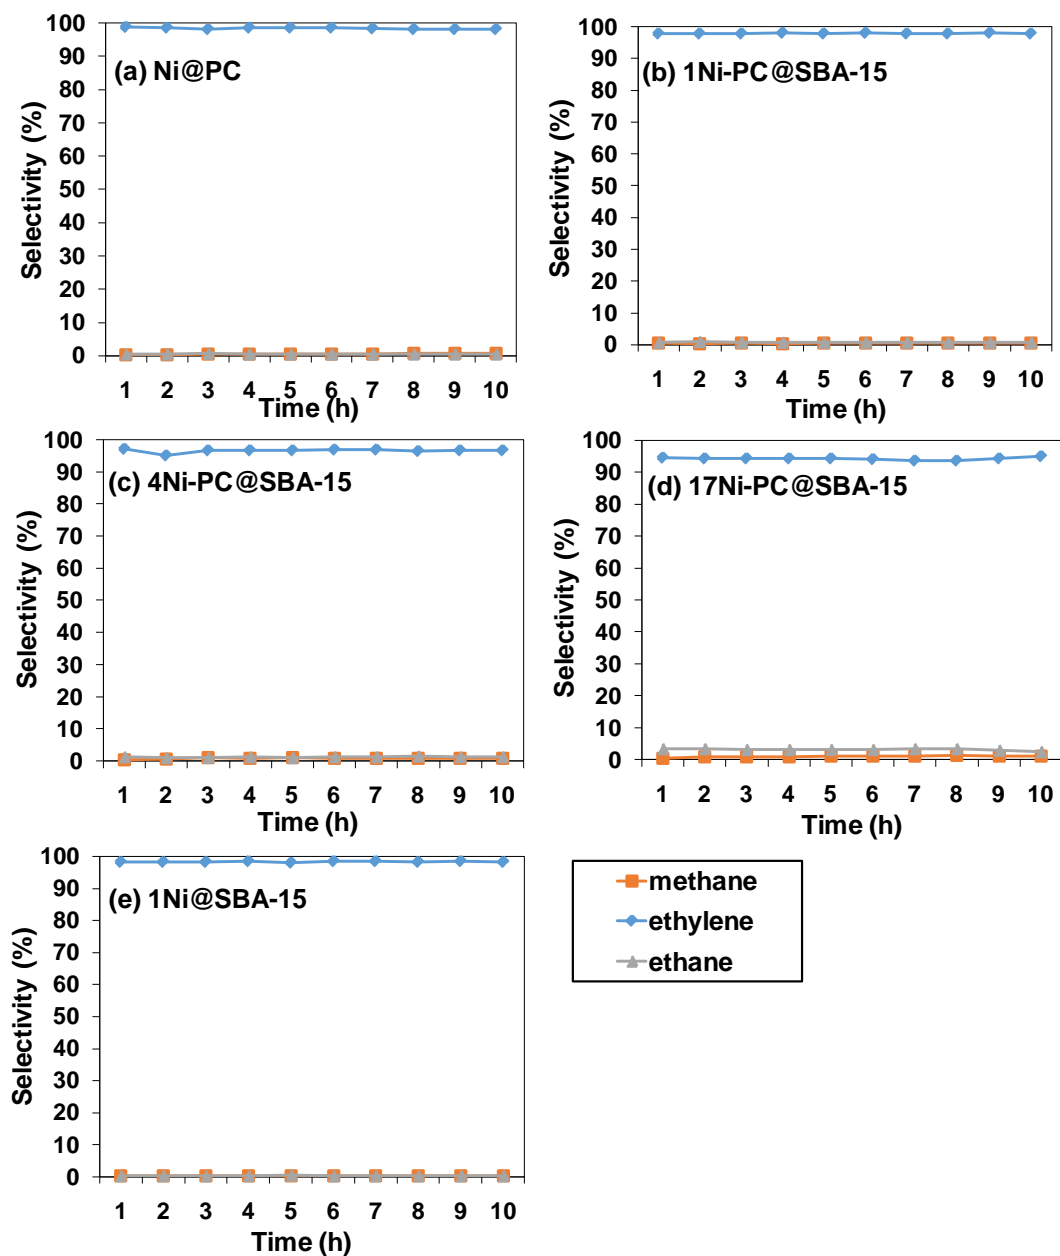 100
90
80
70
60
50
40
30
20
10
0
Selectivity (%)
(a) Ni@PC
1 2 3 4 5 6 7 8 9 10
Time (h)
100
90
80
70
60
50
40
30
20
10
0
Selectivity (%)
(b) 1Ni-PC@SBA-15
1 2 3 4 5 6 7 8 9 10
Time (h)
100
90
80
70
60
50
40
30
20
10
0
Selectivity (%)
(c) 4Ni-PC@SBA-15
1 2 3 4 5 6 7 8 9 10
Time (h)
100
90
80
70
60
50
40
30
20
10
0
Selectivity (%)
(d) 17Ni-PC@SBA-15
1 2 3 4 5 6 7 8 9 10
Time (h)
100
90
80
70
60
50
40
30
20
10
0
Selectivity (%)
(e) 1Ni@SBA-15
1 2 3 4 5 6 7 8 9 10
Time (h)
methane
ethylene
ethane